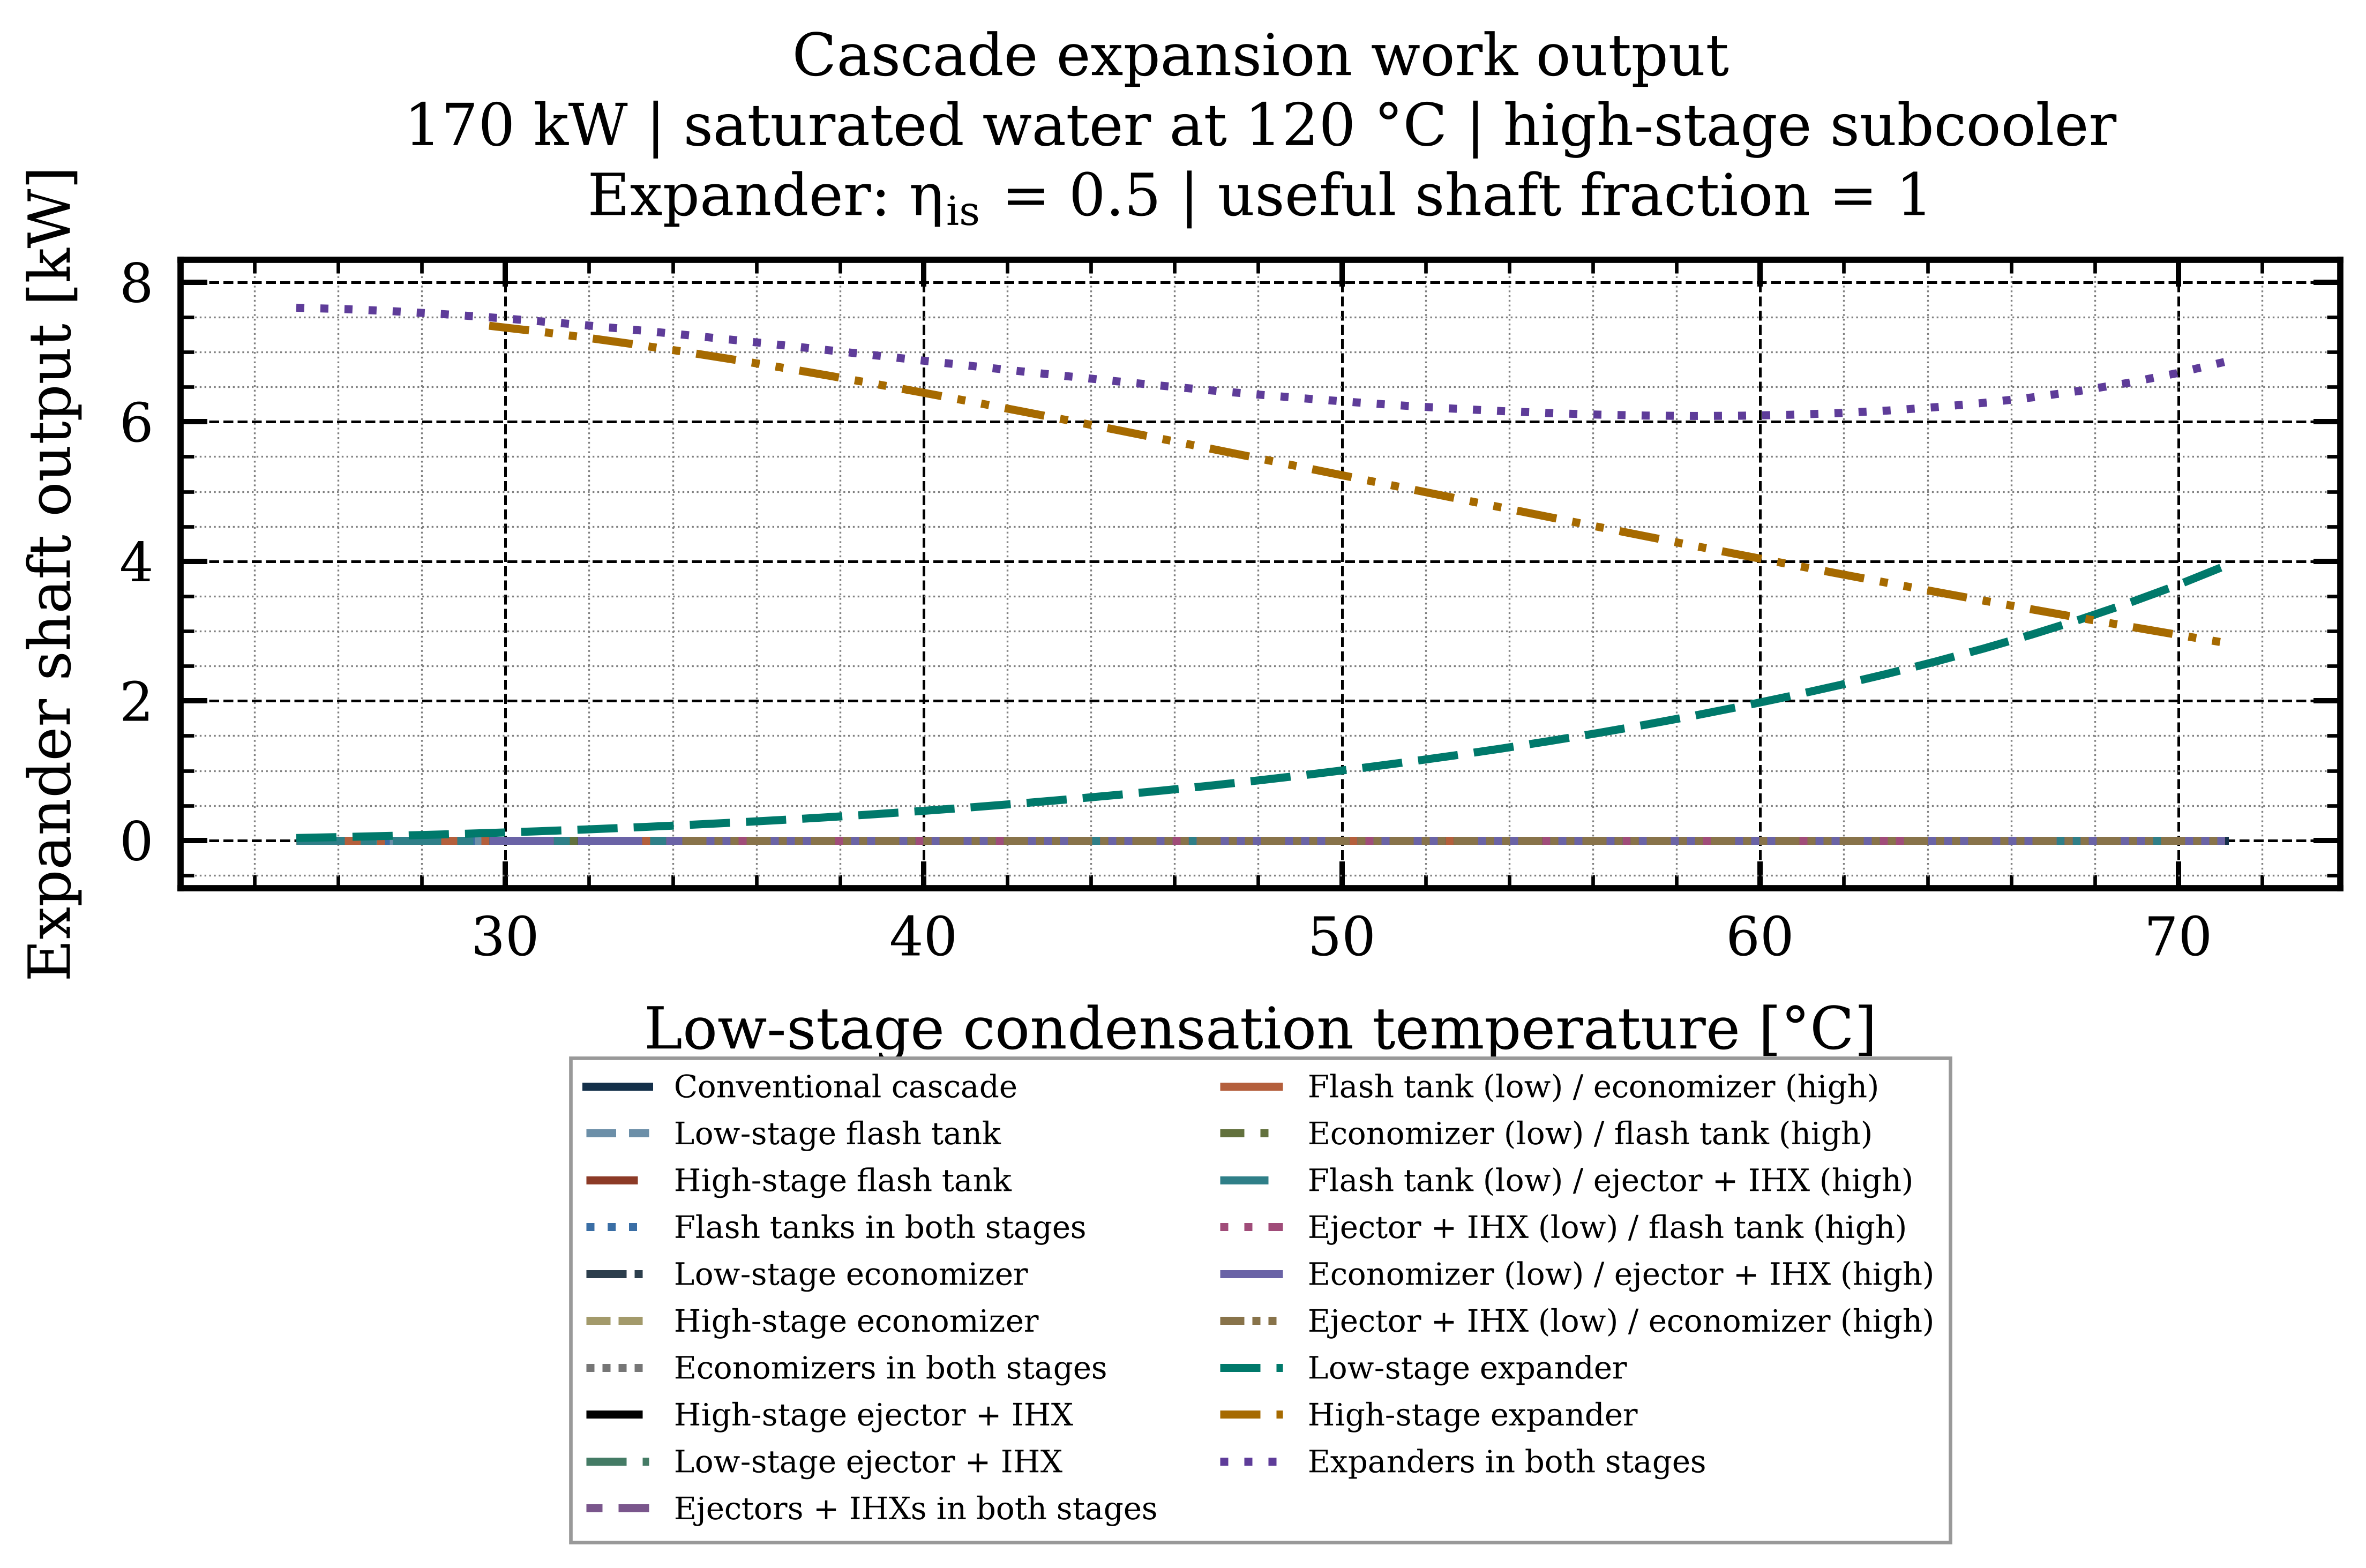 Cascade expansion work output
170 kW | saturated water at 120 °C | high-stage subcooler
Expander: ηis = 0.5 | useful shaft fraction = 1
Expander shaft output [kW]
8
6
4
2
0
30 40 50 60 70
Low-stage condensation temperature [°C]
Conventional cascade
Low-stage flash tank
High-stage flash tank
Flash tanks in both stages
Low-stage economizer
High-stage economizer
Economizers in both stages
High-stage ejector + IHX
Low-stage ejector + IHX
Ejectors + IHXs in both stages
Flash tank (low) / economizer (high)
Economizer (low) / flash tank (high)
Flash tank (low) / ejector + IHX (high)
Ejector + IHX (low) / flash tank (high)
Economizer (low) / ejector + IHX (high)
Ejector + IHX (low) / economizer (high)
Low-stage expander
High-stage expander
Expanders in both stages